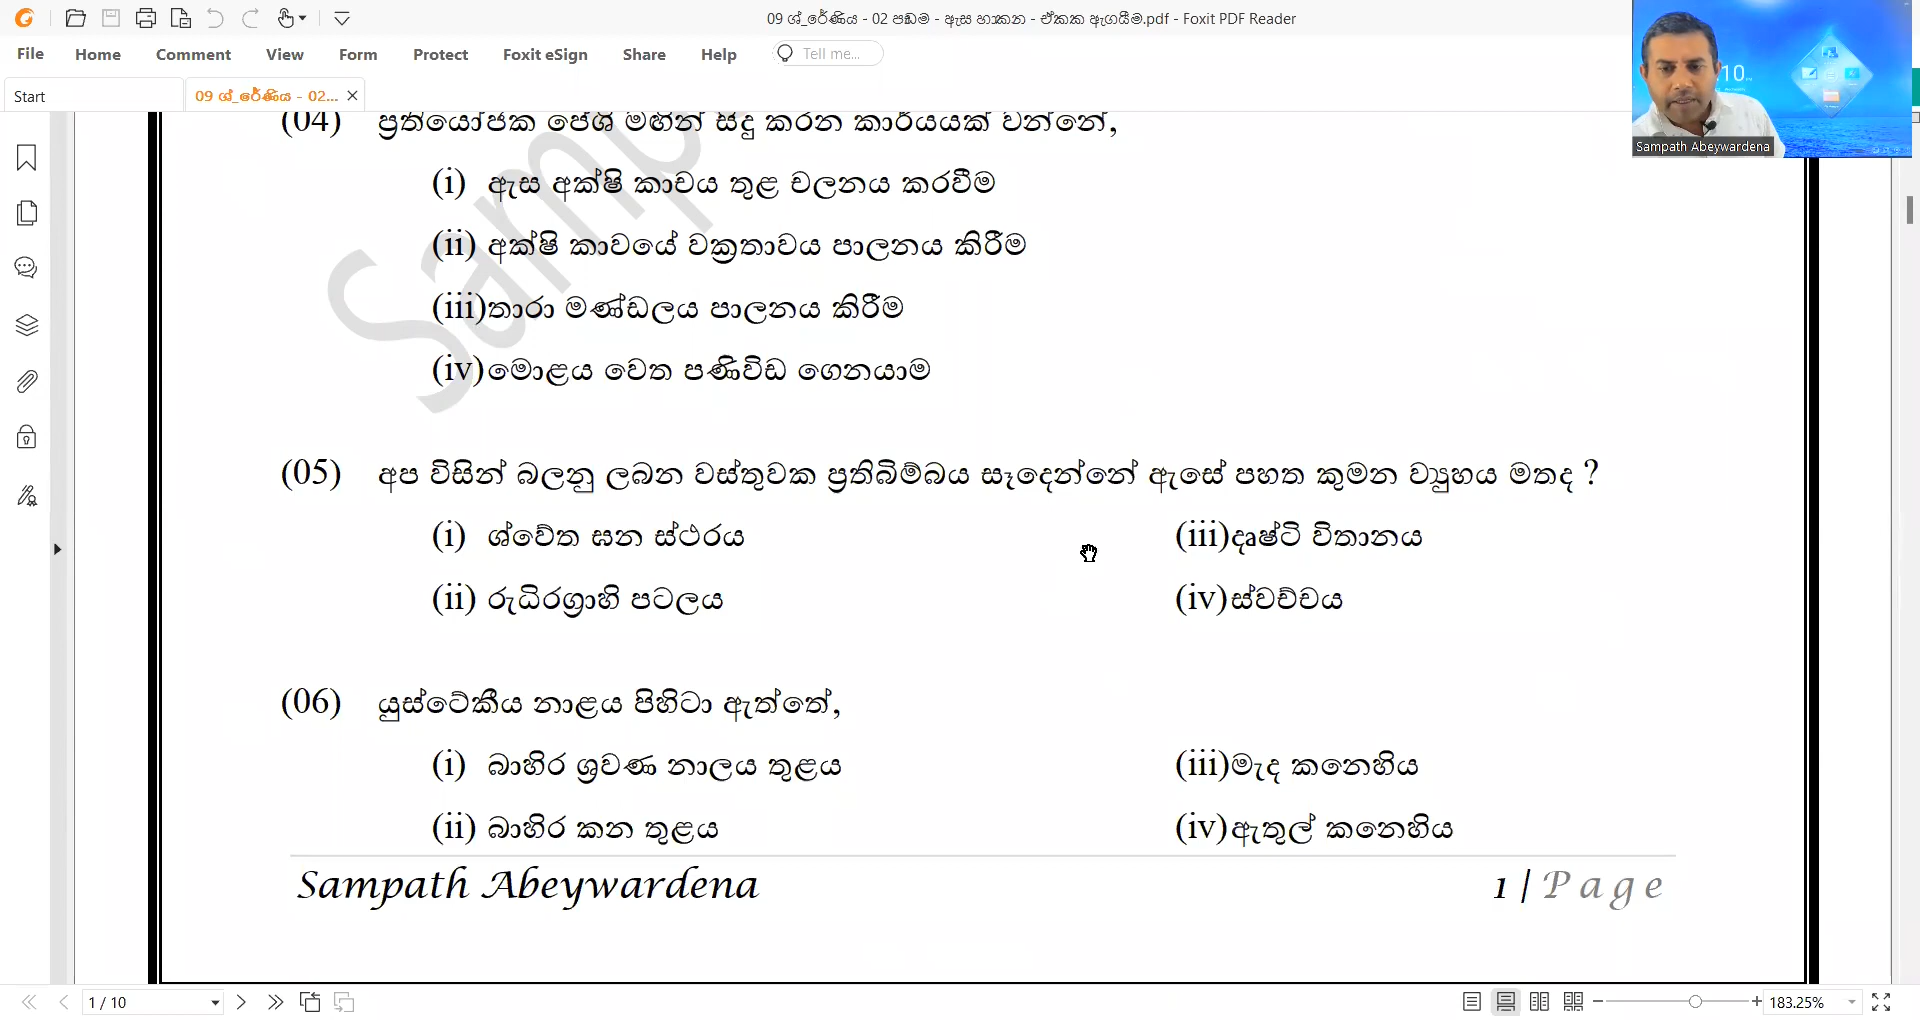 09 ශ්‍රේණිය - 02 පාඩම - ඇස හා කන - ඒකක ඇගයීම.pdf - Foxit PDF Reader
File Home Comment View Form Protect Foxit eSign Share Help Tell me...
Start 09 ශ්‍රේණිය - 02...
10
Sampath Abeywardena
(04) ප්‍රතියෝජක පේශි මඟින් සිදු කරන කාර්යයක් වන්නේ,
(i) ඇස අක්ෂි කාචය තුළ චලනය කරවීම
(ii) අක්ෂි කාචයේ වක්‍රතාවය පාලනය කිරීම
(iii) තාරා මණ්ඩලය පාලනය කිරීම
(iv) මොළය වෙත පණිවිඩ ගෙනයාම
Samp
(05) අප විසින් බලනු ලබන වස්තුවක ප්‍රතිබිම්බය සෑදෙන්නේ ඇසේ පහත කුමන ව්‍යුහය මතද ?
(i) ශ්වේත ඝන ස්ථරය (iii) දෘෂ්ටි විතානය
(ii) රුධිරග්‍රාහි පටලය (iv) ස්වච්චය
(06) යුස්ටේකීය නාළය පිහිටා ඇත්තේ,
(i) බාහිර ශ්‍රවණ නාලය තුළය (iii) මැද කනෙහිය
(ii) බාහිර කන තුළය (iv) ඇතුල් කනෙහිය
Sampath Abeywardena 1 | Page
1 / 10 183.25%